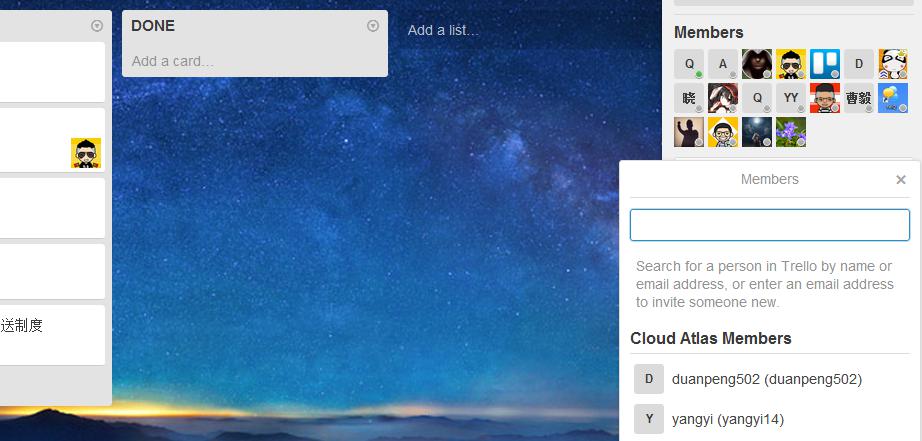 DONE
Add a card…
Add a list…
送制度
Members
Q
A
D
晓
Q
YY
曹毅
Members
Search for a person in Trello by name or
email address, or enter an email address
to invite someone new.
Cloud Atlas Members
D duanpeng502 (duanpeng502)
Y yangyi (yangyi14)